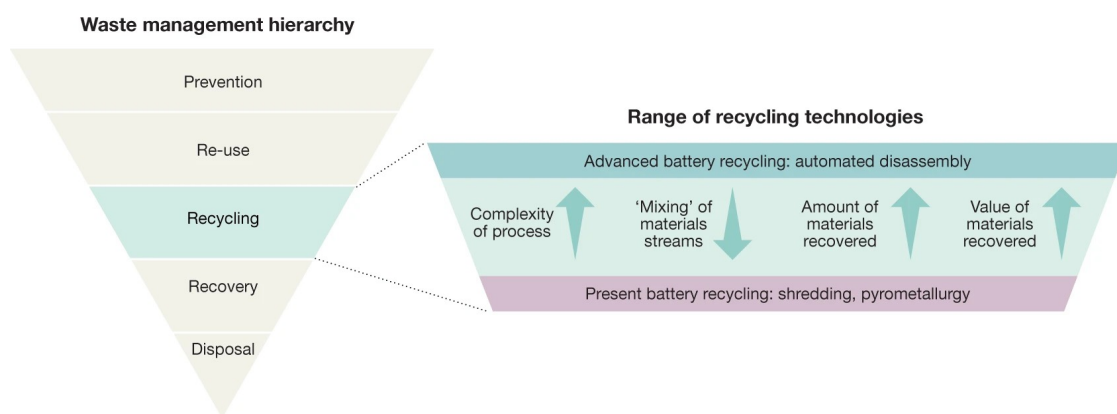 Waste management hierarchy
Prevention
Re-use
Recycling
Recovery
Disposal
Range of recycling technologies
Advanced battery recycling: automated disassembly
Complexity
of process
‘Mixing’ of
materials
streams
Amount of
materials
recovered
Value of
materials
recovered
Present battery recycling: shredding, pyrometallurgy